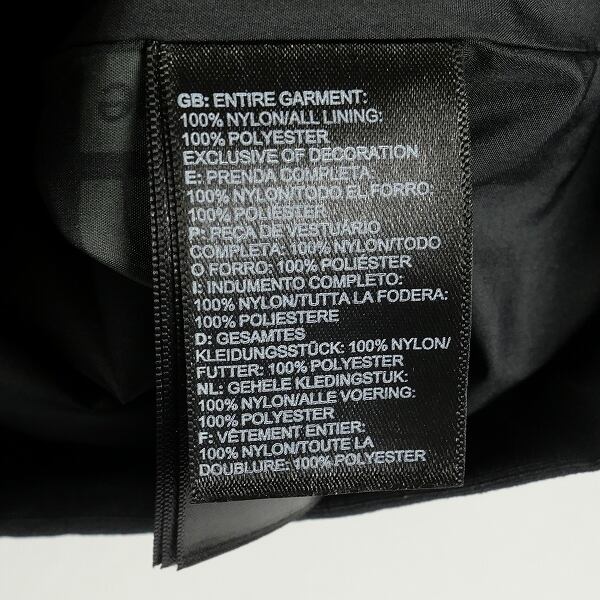 GB: ENTIRE GARMENT:
100% NYLON/ALL LINING:
100% POLYESTER
EXCLUSIVE OF DECORATION
E: PRENDA COMPLETA:
100% NYLON/TODO EL FORRO:
100% POLIÉSTER
P: PEÇA DE VESTUÁRIO
COMPLETA: 100% NYLON/TODO
O FORRO: 100% POLIÉSTER
I: INDUMENTO COMPLETO:
100% NYLON/TUTTA LA FODERA:
100% POLIESTERE
D: GESAMTES
KLEIDUNGSSTÜCK: 100% NYLON/
FUTTER: 100% POLYESTER
NL: GEHELE KLEDINGSTUK:
100% NYLON/ALLE VOERING:
100% POLYESTER
F: VÊTEMENT ENTIER:
100% NYLON/TOUTE LA
DOUBLURE: 100% POLYESTER